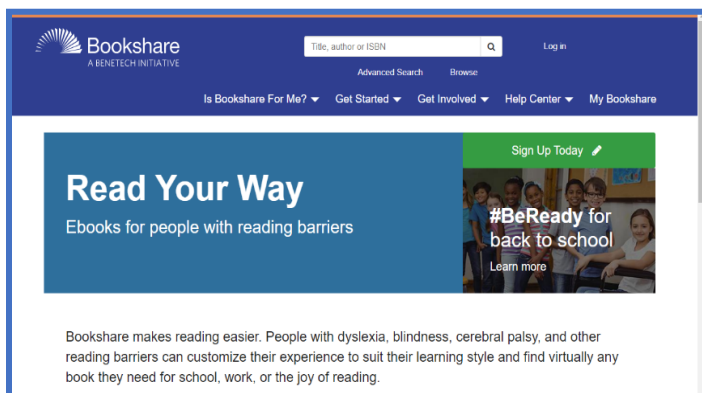 Bookshare
A BENETECH INITIATIVE
Title, author or ISBN
Log in
Advanced Search Browse
Is Bookshare For Me? Get Started Get Involved Help Center My Bookshare
Read Your Way
Ebooks for people with reading barriers
Sign Up Today
#BeReady for
back to school
Learn more
Bookshare makes reading easier. People with dyslexia, blindness, cerebral palsy, and other
reading barriers can customize their experience to suit their learning style and find virtually any
book they need for school, work, or the joy of reading.